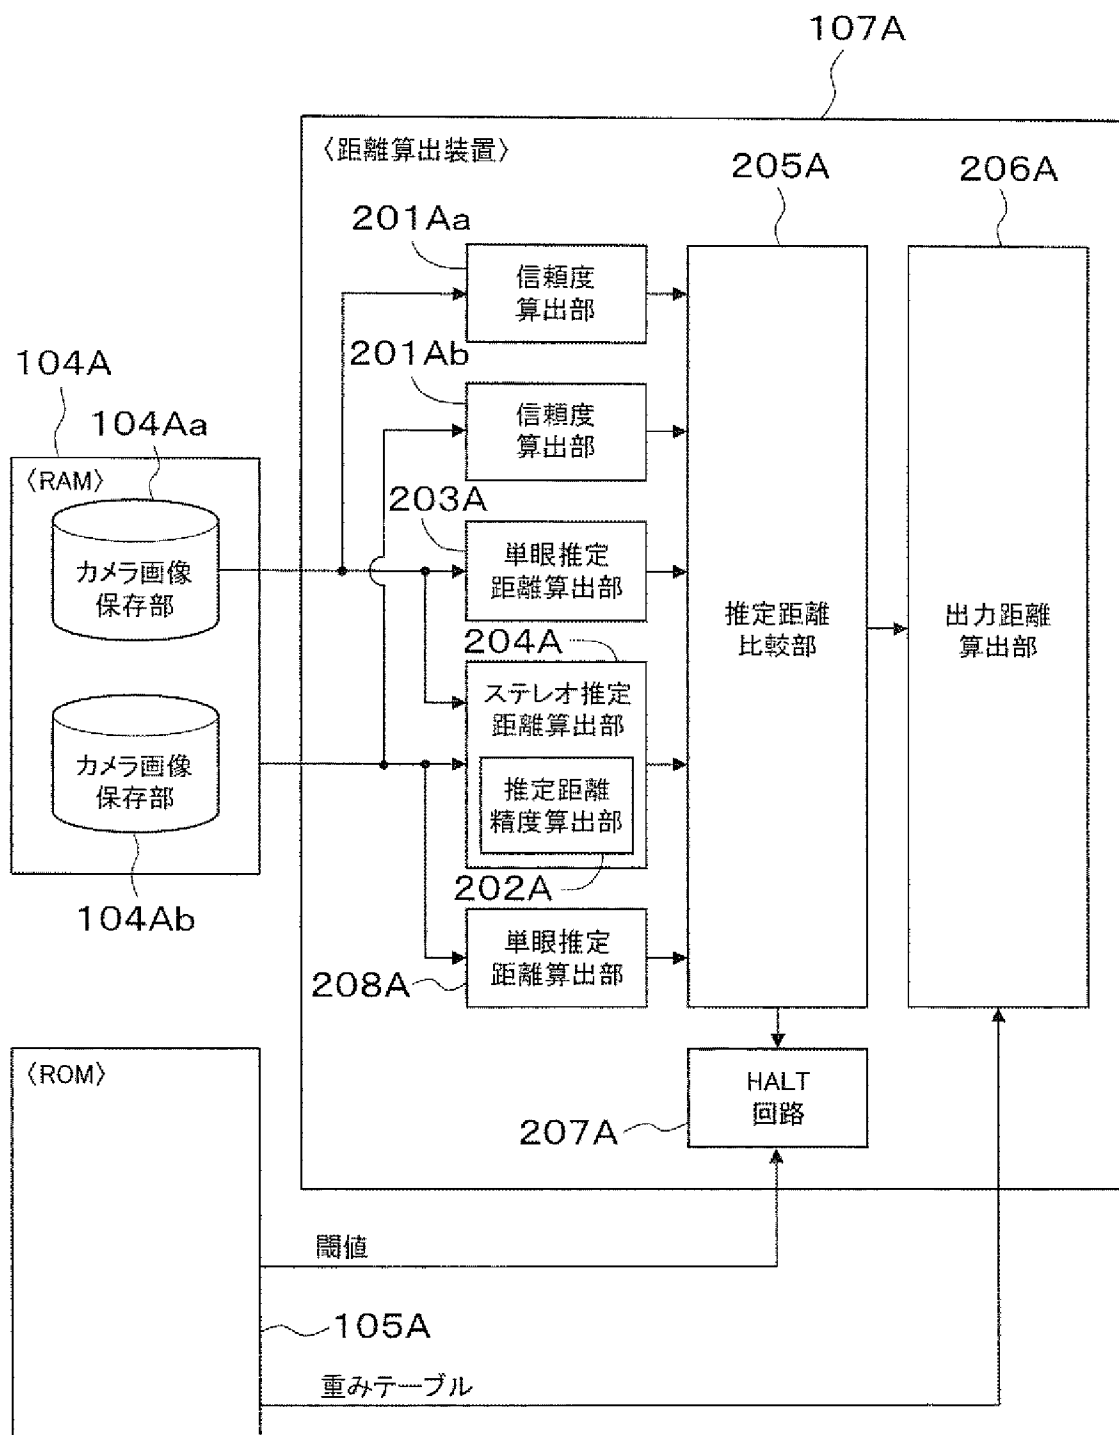 107A
〈距離算出装置〉
205A
206A
201Aa
信頼度
算出部
201Ab
信頼度
算出部
104A
104Aa
〈RAM〉
カメラ画像
保存部
カメラ画像
保存部
104Ab
203A
単眼推定
距離算出部
204A
ステレオ推定
距離算出部
推定距離
精度算出部
202A
単眼推定
距離算出部
208A
推定距離
比較部
出力距離
算出部
〈ROM〉
HALT
回路
207A
閾値
105A
重みテーブル